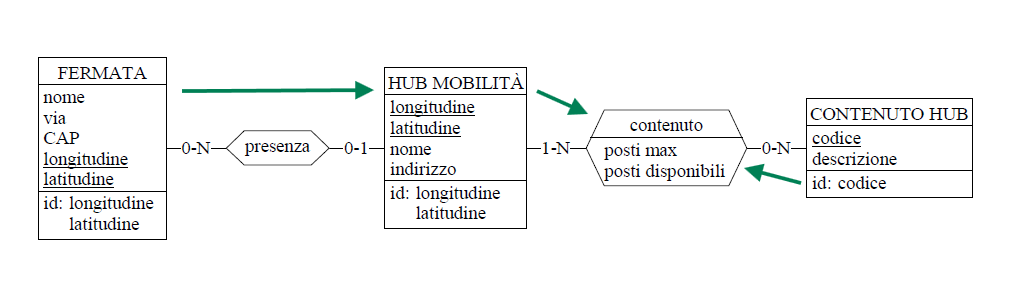 FERMATA
nome
via
CAP
longitudine
latitudine
id: longitudine
latitudine
0-N
presenza
0-1
HUB MOBILITÀ
longitudine
latitudine
nome
indirizzo
id: longitudine
latitudine
1-N
contenuto
posti max
posti disponibili
0-N
CONTENUTO HUB
codice
descrizione
id: codice